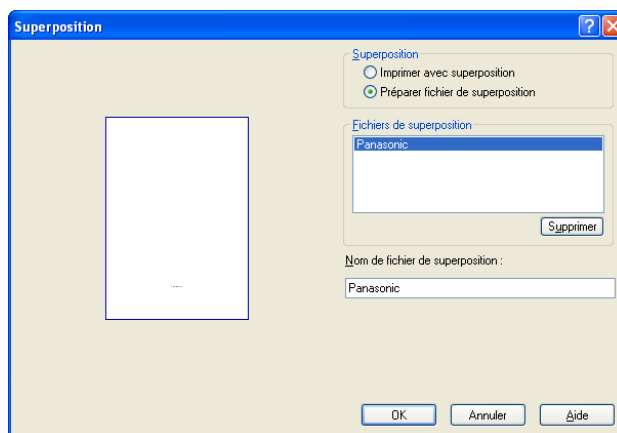 Superposition
Superposition
Imprimer avec superposition
Préparer fichier de superposition
Fichiers de superposition
Panasonic
Supprimer
Nom de fichier de superposition :
Panasonic
OK
Annuler
Aide